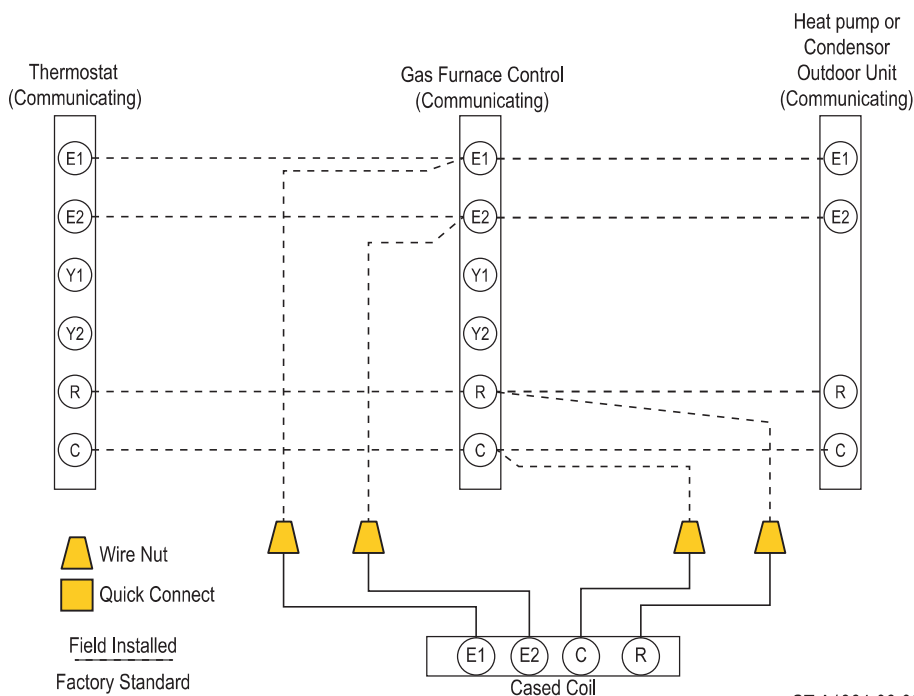 Thermostat
(Communicating)
Gas Furnace Control
(Communicating)
Heat pump or
Condensor
Outdoor Unit
(Communicating)
E1 E1 E1
E2 E2 E2
Y1 Y1
Y2 Y2
R R R
C C C
Wire Nut
Quick Connect
Field Installed
Factory Standard
E1 E2 C R
Cased Coil